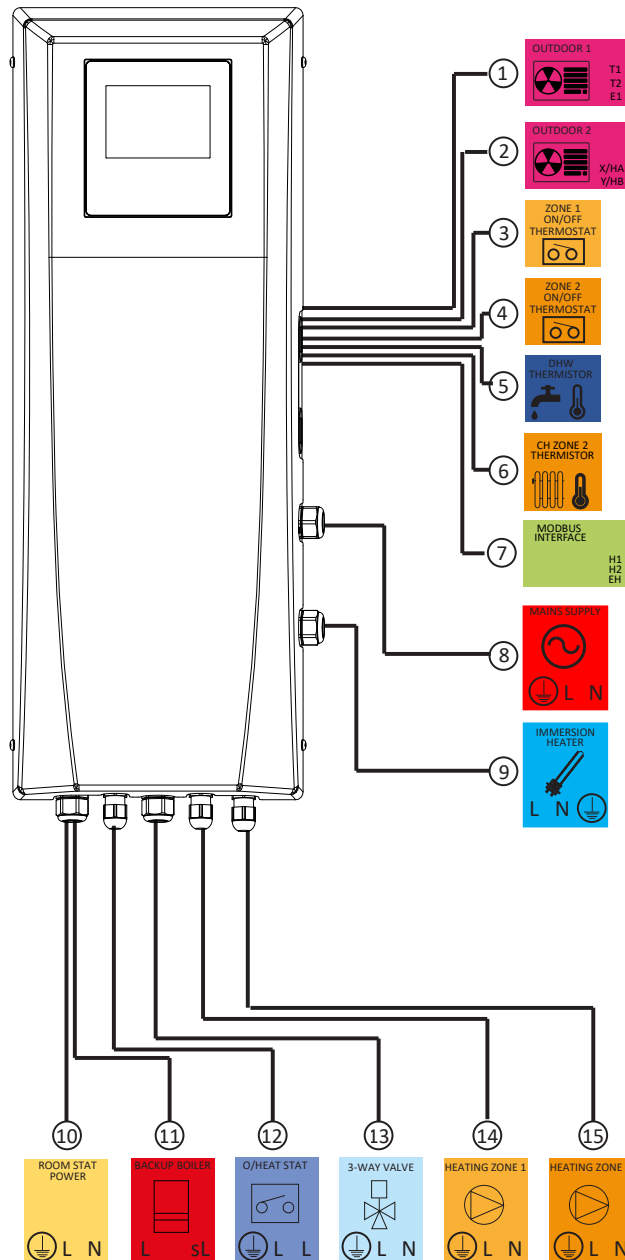 1
OUTDOOR 1
T1
T2
E1
2
OUTDOOR 2
X/HA
Y/HB
3
ZONE 1
ON/OFF
THERMOSTAT
4
ZONE 2
ON/OFF
THERMOSTAT
5
DHW
THERMISTOR
6
CH ZONE 2
THERMISTOR
7
MODBUS
INTERFACE
H1
H2
EH
8
MAINS SUPPLY
L N
9
IMMERSION
HEATER
L N
10 11 12 13 14 15
ROOM STAT
POWER
L N
BACKUP BOILER
L sL
O/HEAT STAT
L L
3-WAY VALVE
L N
HEATING ZONE 1
L N
HEATING ZONE
L N